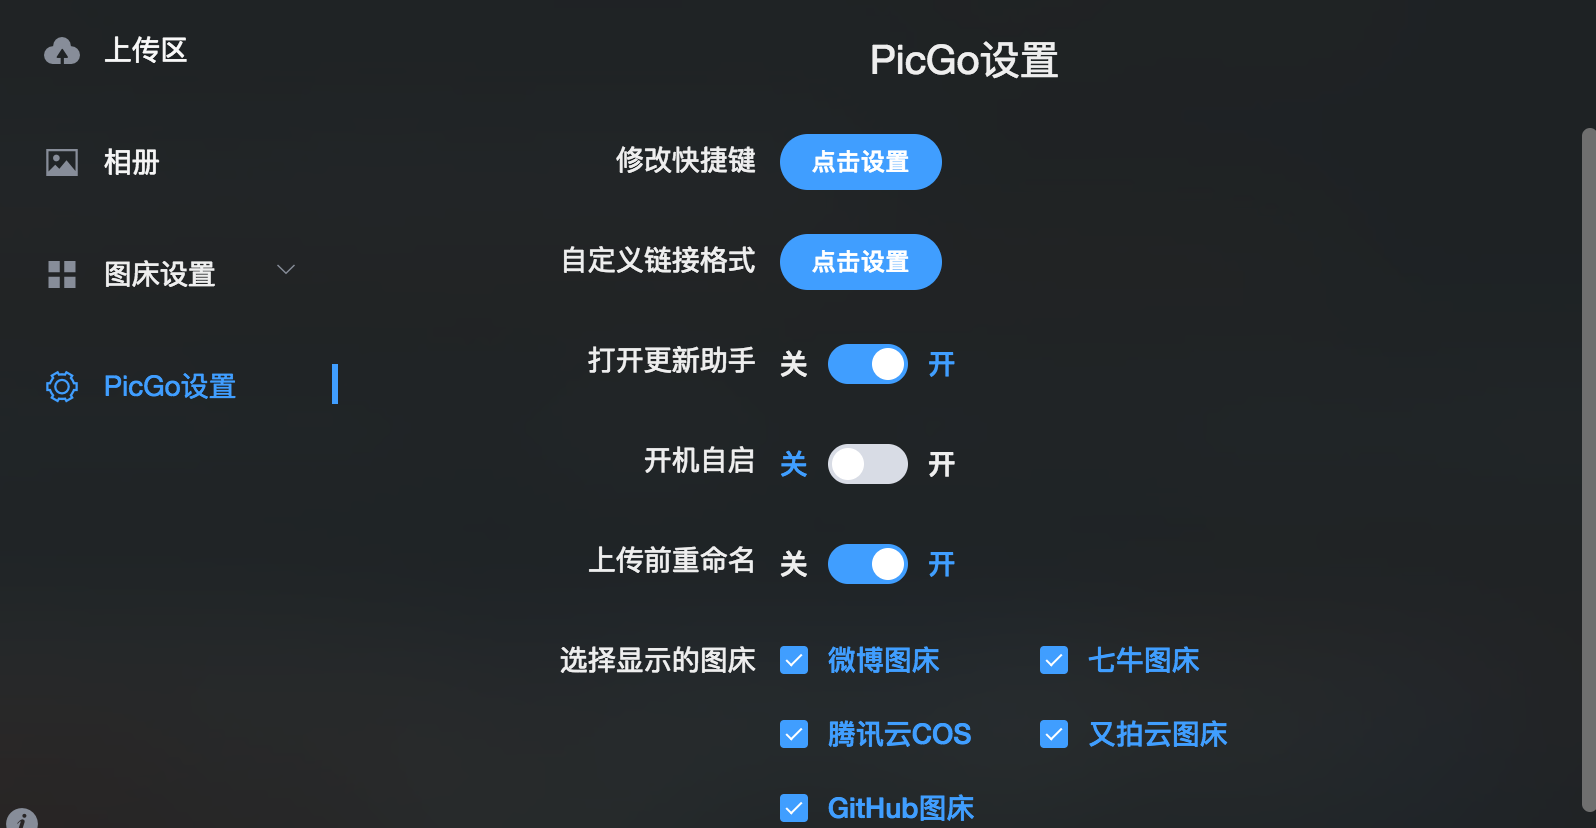 上传区
相册
图床设置
PicGo设置
PicGo设置
修改快捷键 点击设置
自定义链接格式 点击设置
打开更新助手 关 开
开机自启 关 开
上传前重命名 关 开
选择显示的图床 微博图床 七牛图床
腾讯云COS 又拍云图床
GitHub图床